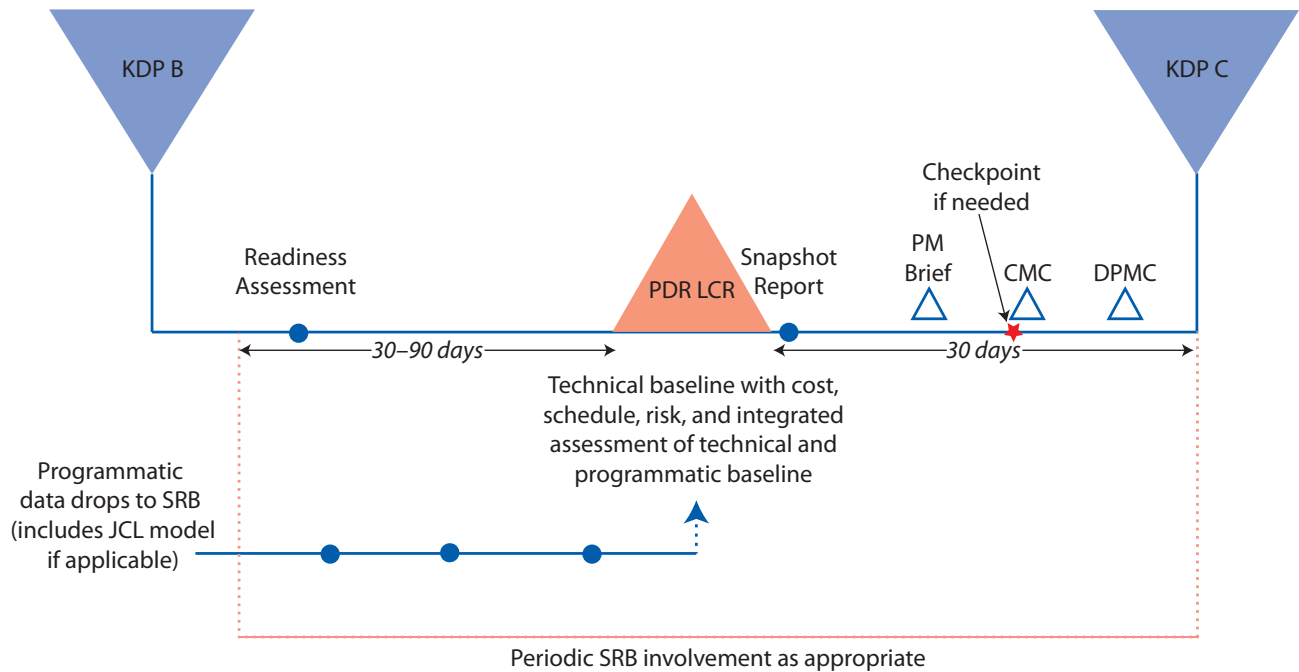 KDP B
KDP C
Checkpoint
if needed
Readiness
Assessment
PDR LCR
Snapshot
Report
PM
Brief
CMC
DPMC
30–90 days
30 days
Technical baseline with cost,
schedule, risk, and integrated
assessment of technical and
programmatic baseline
Programmatic
data drops to SRB
(includes JCL model
if applicable)
Periodic SRB involvement as appropriate